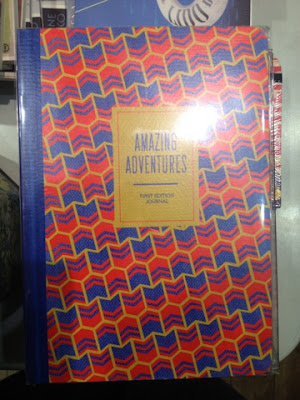 AMAZING
ADVENTURES
FIRST EDITION
JOURNAL